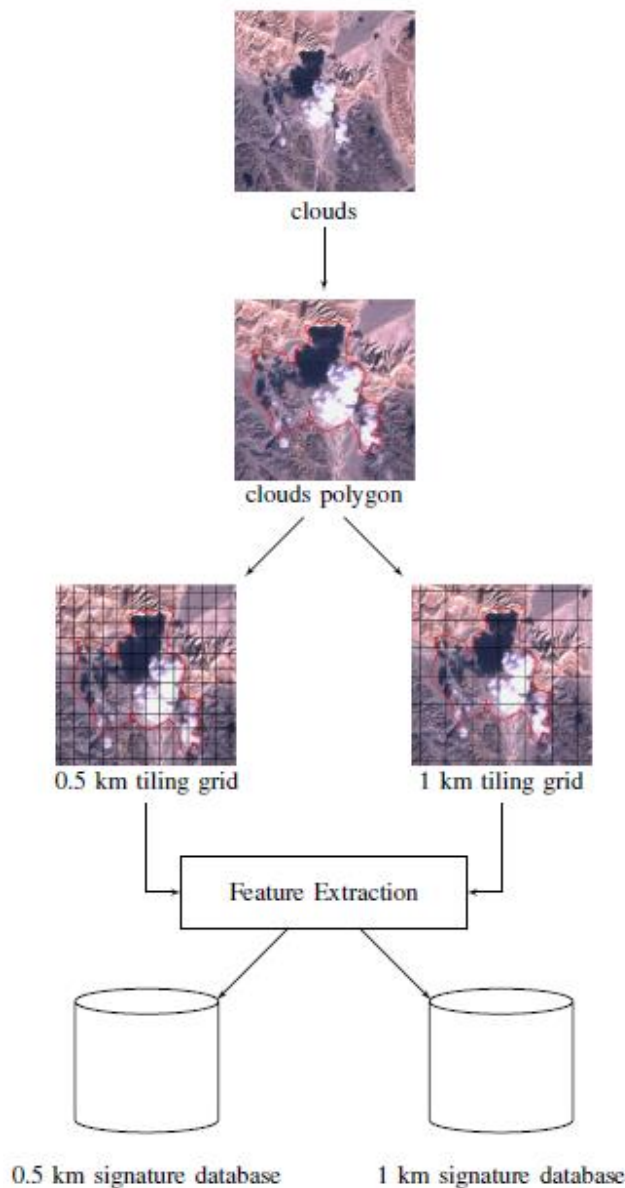 clouds
clouds polygon
0.5 km tiling grid
1 km tiling grid
Feature Extraction
0.5 km signature database
1 km signature database